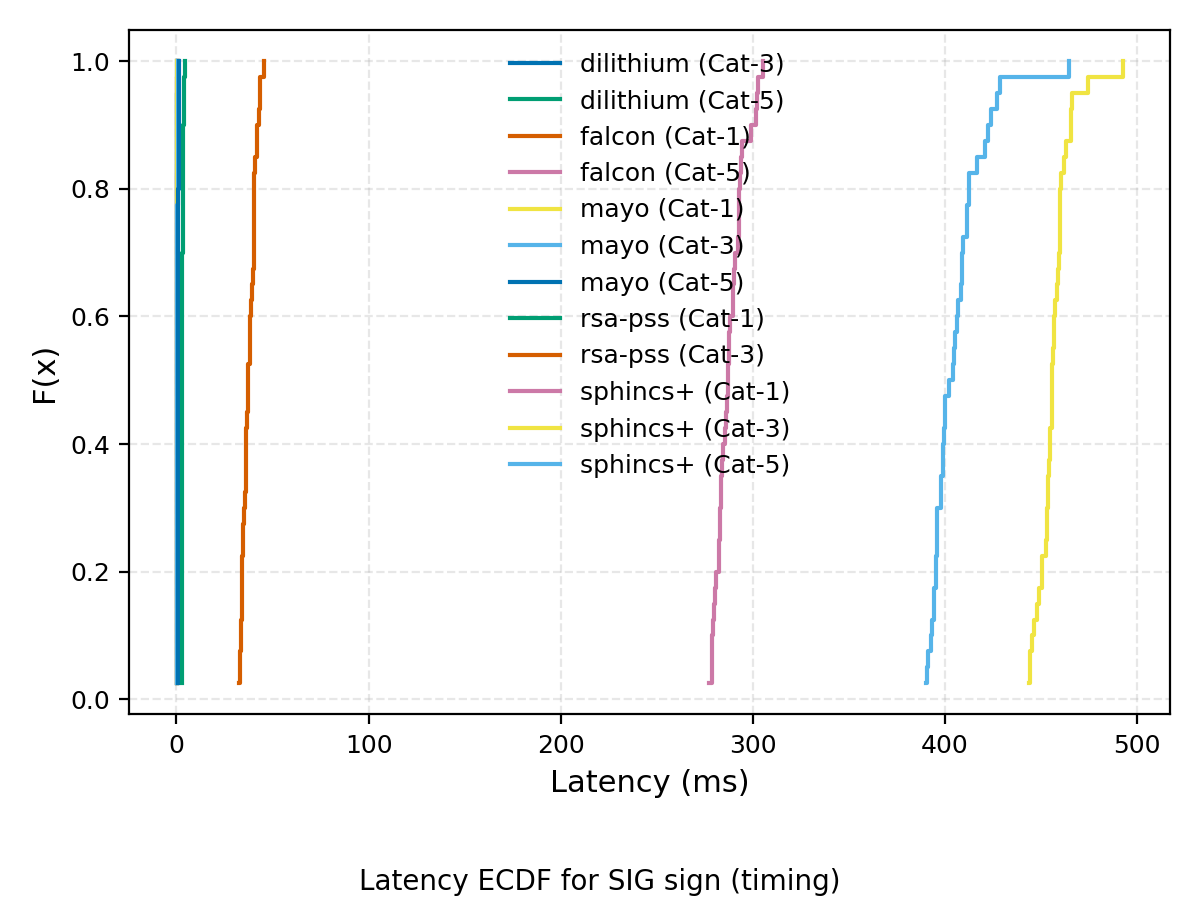 1.0
0.8
0.6
0.4
0.2
0.0
F(x)
dilithium (Cat-3)
dilithium (Cat-5)
falcon (Cat-1)
falcon (Cat-5)
mayo (Cat-1)
mayo (Cat-3)
mayo (Cat-5)
rsa-pss (Cat-1)
rsa-pss (Cat-3)
sphincs+ (Cat-1)
sphincs+ (Cat-3)
sphincs+ (Cat-5)
0 100 200 300 400 500
Latency (ms)
Latency ECDF for SIG sign (timing)